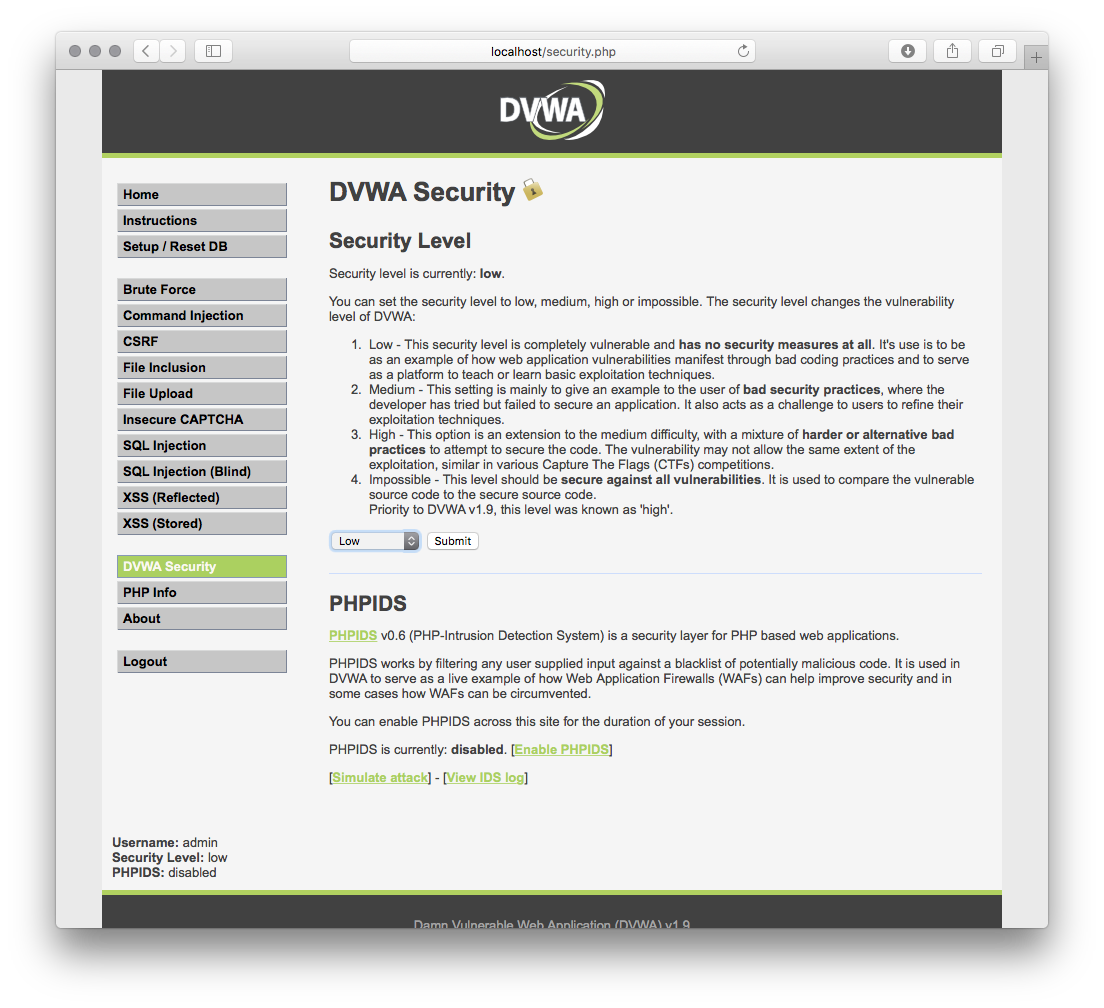 localhost/security.php
DVWA
Home
Instructions
Setup / Reset DB
Brute Force
Command Injection
CSRF
File Inclusion
File Upload
Insecure CAPTCHA
SQL Injection
SQL Injection (Blind)
XSS (Reflected)
XSS (Stored)
DVWA Security
PHP Info
About
Logout
DVWA Security
Security Level
Security level is currently: low.
You can set the security level to low, medium, high or impossible. The security level changes the vulnerability
level of DVWA:
1. Low - This security level is completely vulnerable and has no security measures at all. It's use is to be
as an example of how web application vulnerabilities manifest through bad coding practices and to serve
as a platform to teach or learn basic exploitation techniques.
2. Medium - This setting is mainly to give an example to the user of bad security practices, where the
developer has tried but failed to secure an application. It also acts as a challenge to users to refine their
exploitation techniques.
3. High - This option is an extension to the medium difficulty, with a mixture of harder or alternative bad
practices to attempt to secure the code. The vulnerability may not allow the same extent of the
exploitation, similar in various Capture The Flags (CTFs) competitions.
4. Impossible - This level should be secure against all vulnerabilities. It is used to compare the vulnerable
source code to the secure source code.
Priority to DVWA v1.9, this level was known as 'high'.
Low Submit
PHPIDS
PHPIDS v0.6 (PHP-Intrusion Detection System) is a security layer for PHP based web applications.
PHPIDS works by filtering any user supplied input against a blacklist of potentially malicious code. It is used in
DVWA to serve as a live example of how Web Application Firewalls (WAFs) can help improve security and in
some cases how WAFs can be circumvented.
You can enable PHPIDS across this site for the duration of your session.
PHPIDS is currently: disabled. [Enable PHPIDS]
[Simulate attack] - [View IDS log]
Username: admin
Security Level: low
PHPIDS: disabled
Damn Vulnerable Web Application (DVWA) v1.9